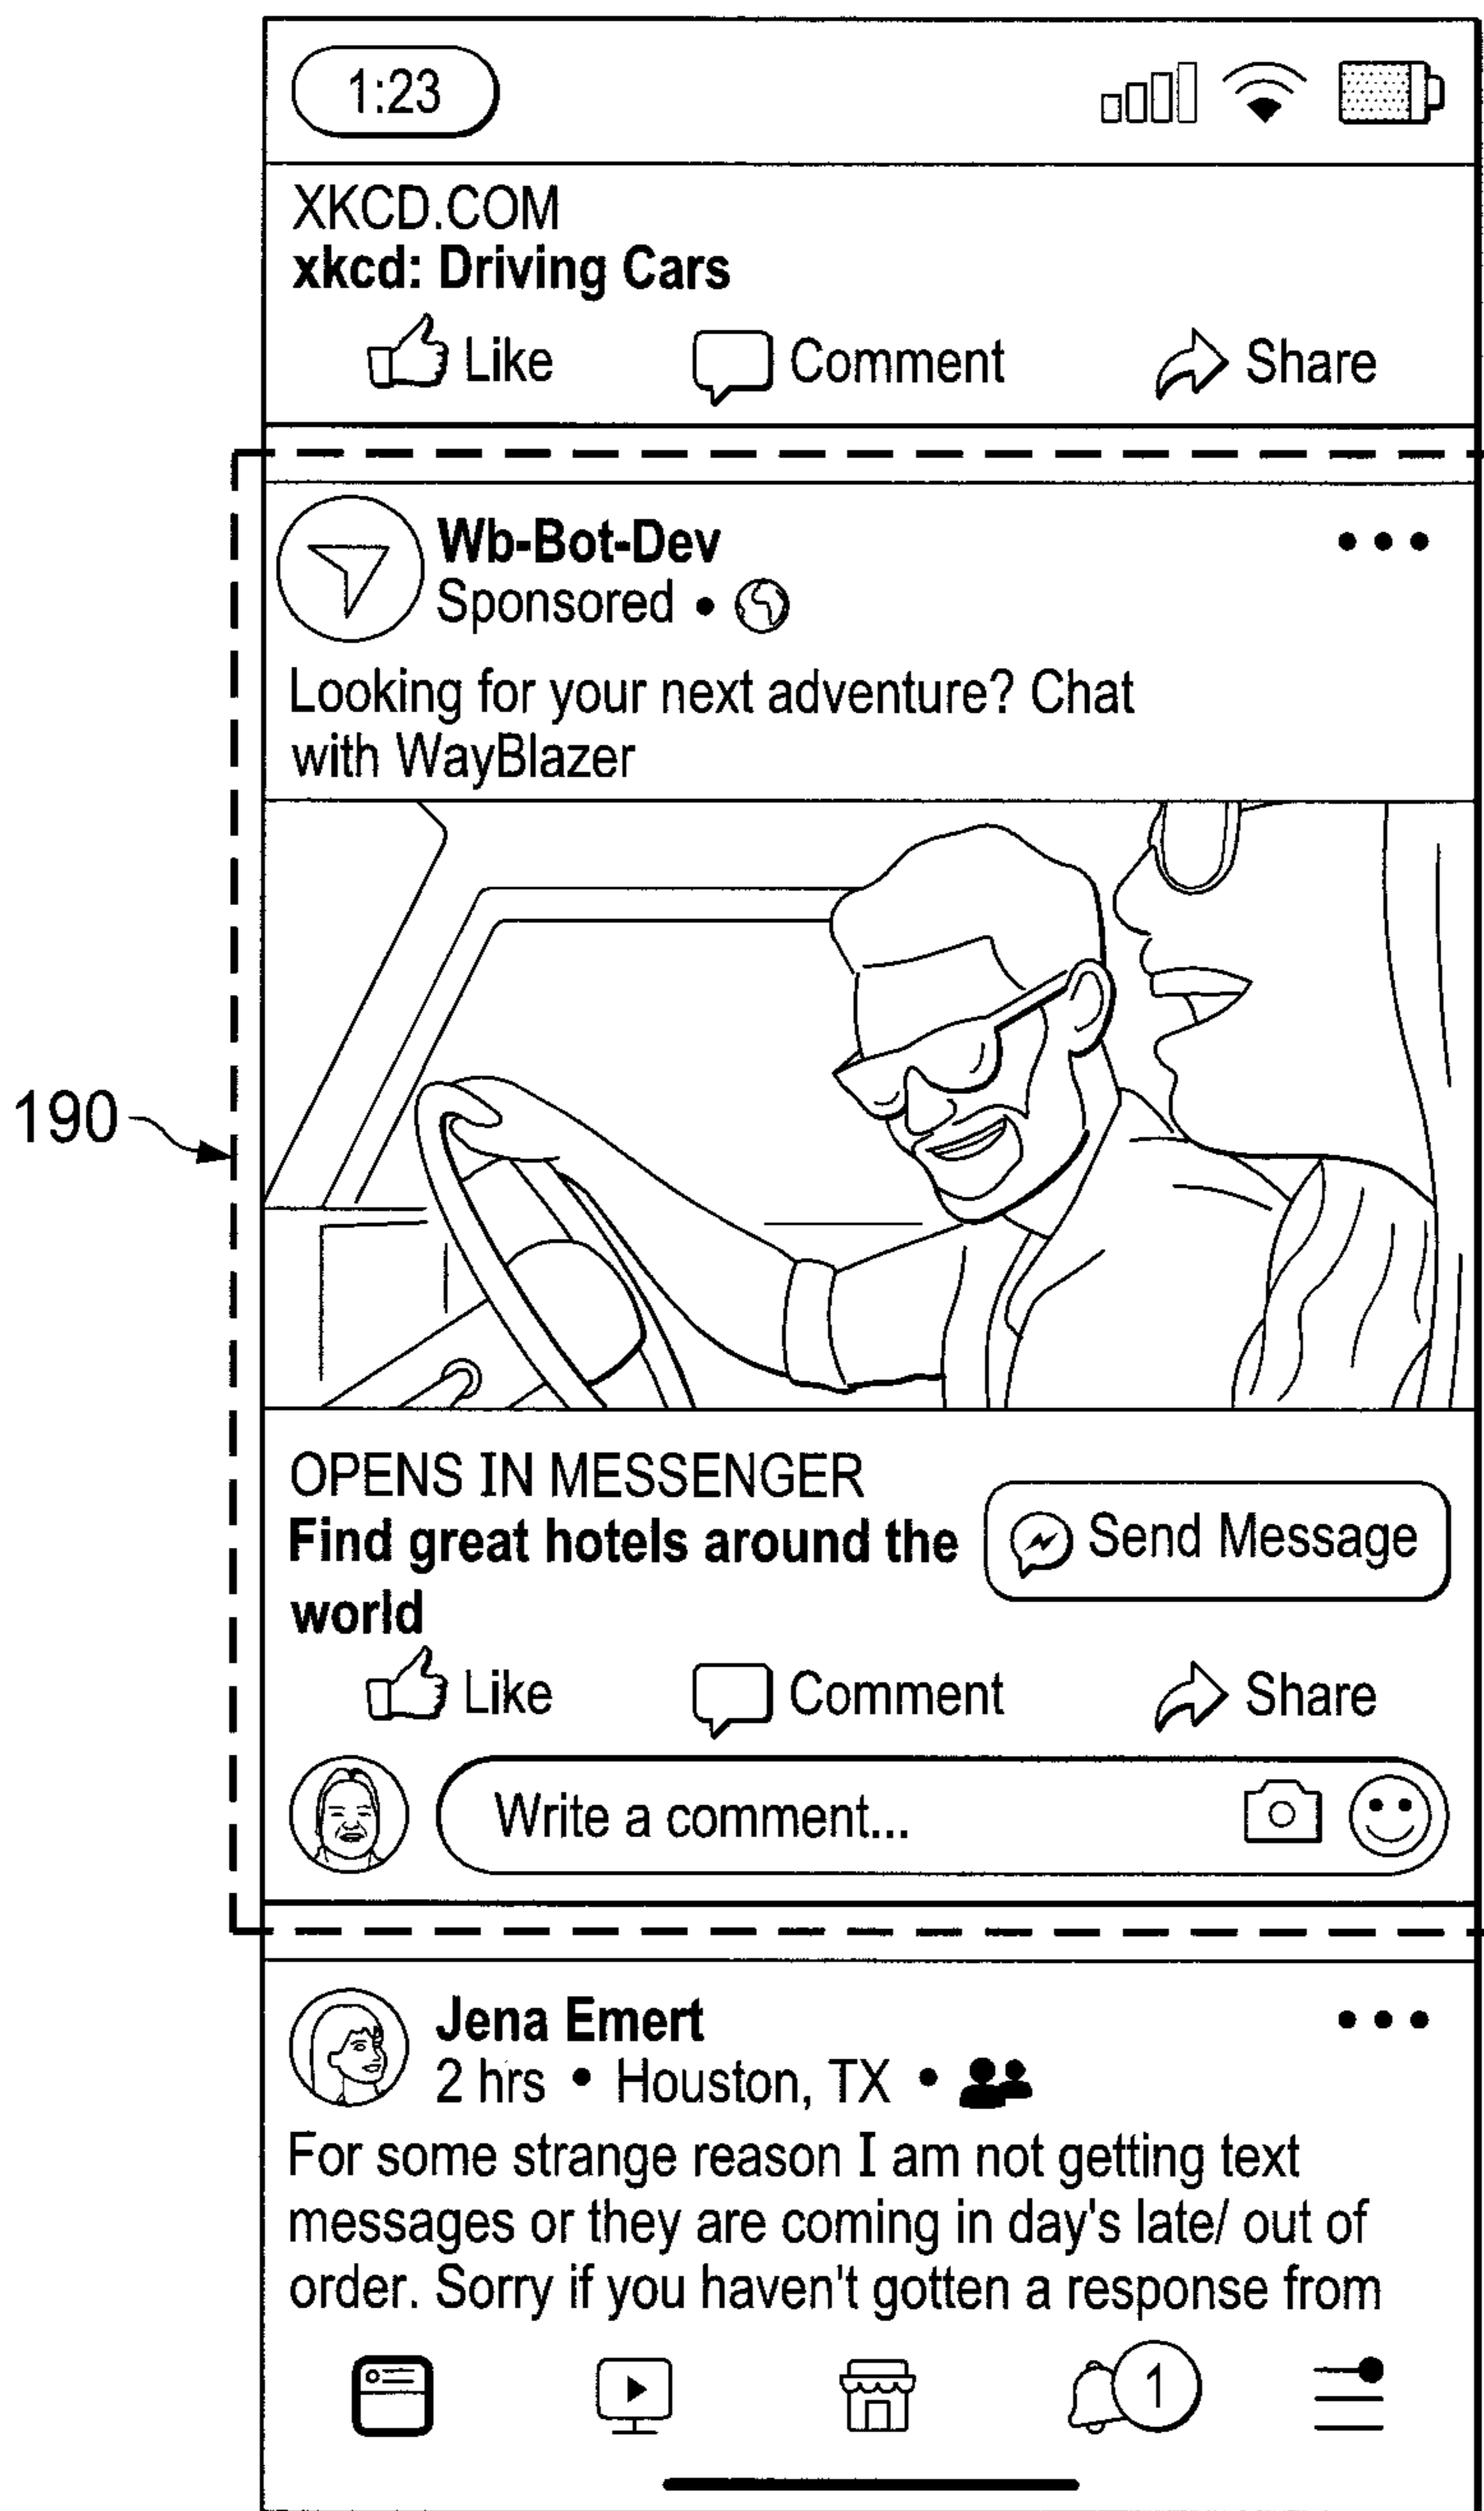 1:23
XKCD.COM
xkcd: Driving Cars
Like Comment Share
Wb-Bot-Dev
Sponsored •
Looking for your next adventure? Chat
with WayBlazer
190
OPENS IN MESSENGER
Find great hotels around the
world
Send Message
Like Comment Share
Write a comment...
Jena Emert
2 hrs • Houston, TX •
For some strange reason I am not getting text
messages or they are coming in day's late/ out of
order. Sorry if you haven't gotten a response from
1